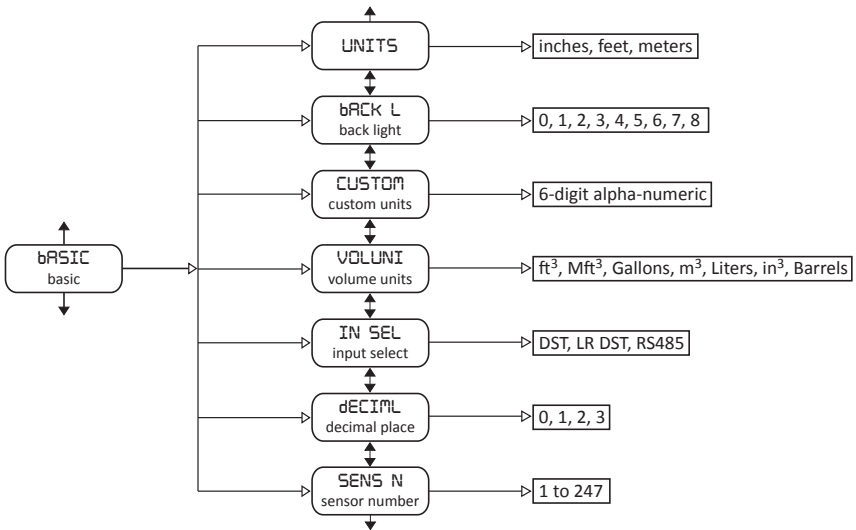 UNITS
inches, feet, meters
bACK L
back light
0, 1, 2, 3, 4, 5, 6, 7, 8
CUSTOM
custom units
6-digit alpha-numeric
bASIC
basic
VOLUNI
volume units
ft³, Mft³, Gallons, m³, Liters, in³, Barrels
IN SEL
input select
DST, LR DST, RS485
dECIML
decimal place
0, 1, 2, 3
SENS N
sensor number
1 to 247